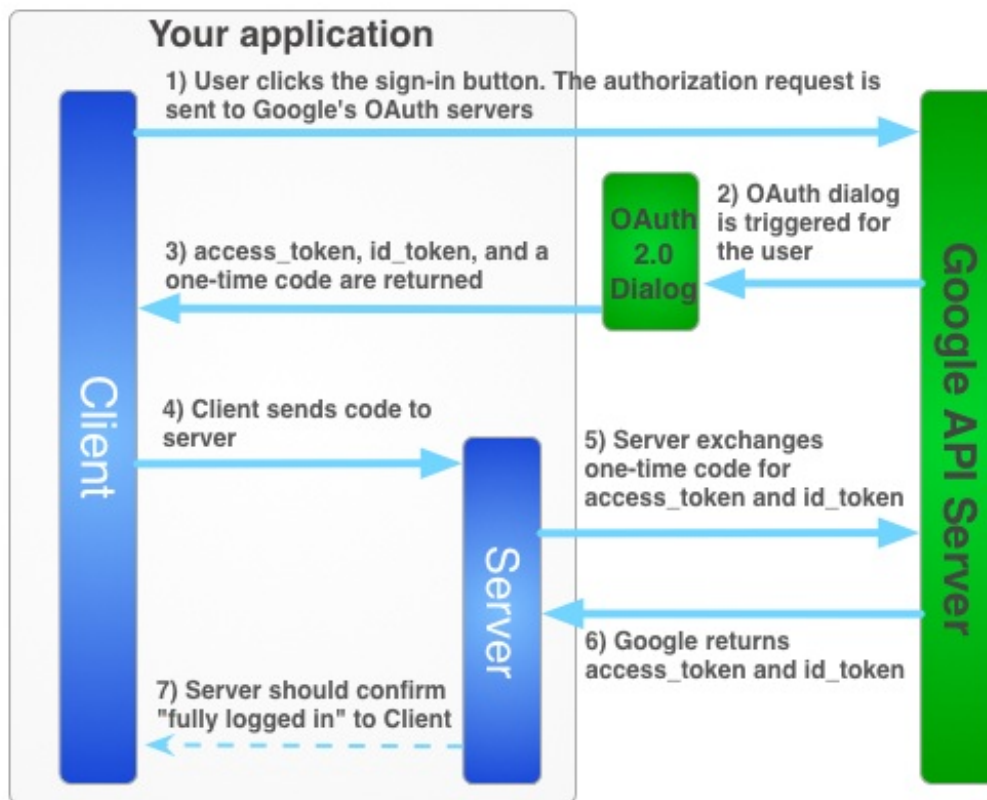 Your application
1) User clicks the sign-in button. The authorization request is
sent to Google's OAuth servers
2) OAuth dialog
is triggered for
the user
OAuth
2.0
Dialog
3) access_token, id_token, and a
one-time code are returned
Client
4) Client sends code to
server
Server
5) Server exchanges
one-time code for
access_token and id_token
Google API Server
6) Google returns
access_token and id_token
7) Server should confirm
"fully logged in" to Client